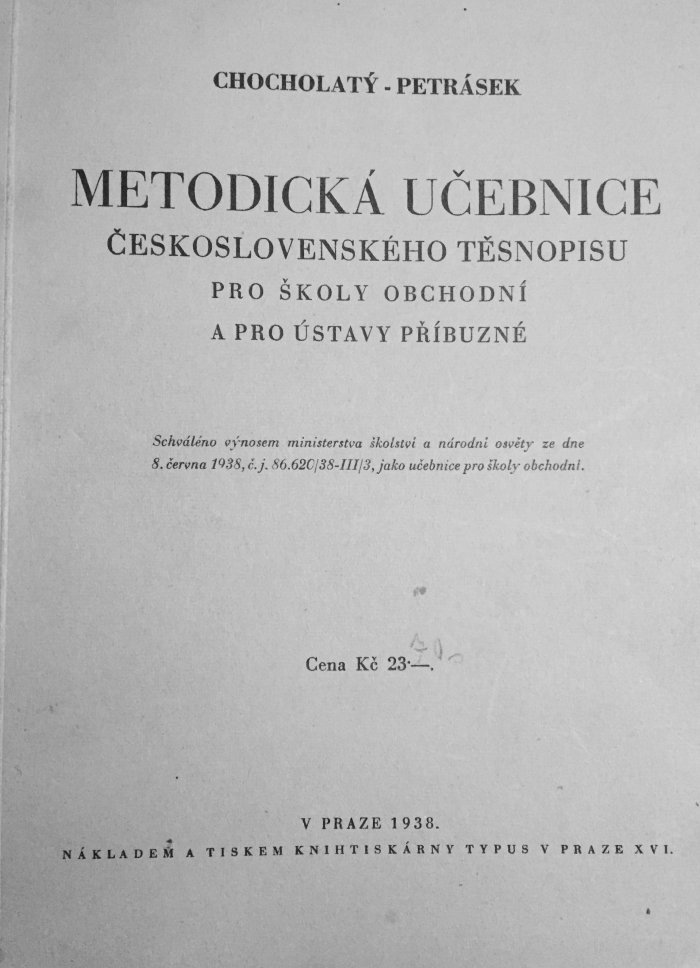 CHOCHOLATÝ - PETRÁSEK
METODICKÁ UČEBNICE
ČESKOSLOVENSKÉHO TĚSNOPISU
PRO ŠKOLY OBCHODNÍ
A PRO ÚSTAVY PŘÍBUZNÉ
Schváleno výnosem ministerstva školství a národní osvěty ze dne
8. června 1938, č. j. 86.620/38-III/3, jako učebnice pro školy obchodní.
Cena Kč 23·—.
V PRAZE 1938.
NÁKLADEM A TISKEM KNIHTISKÁRNY TYPUS V PRAZE XVI.